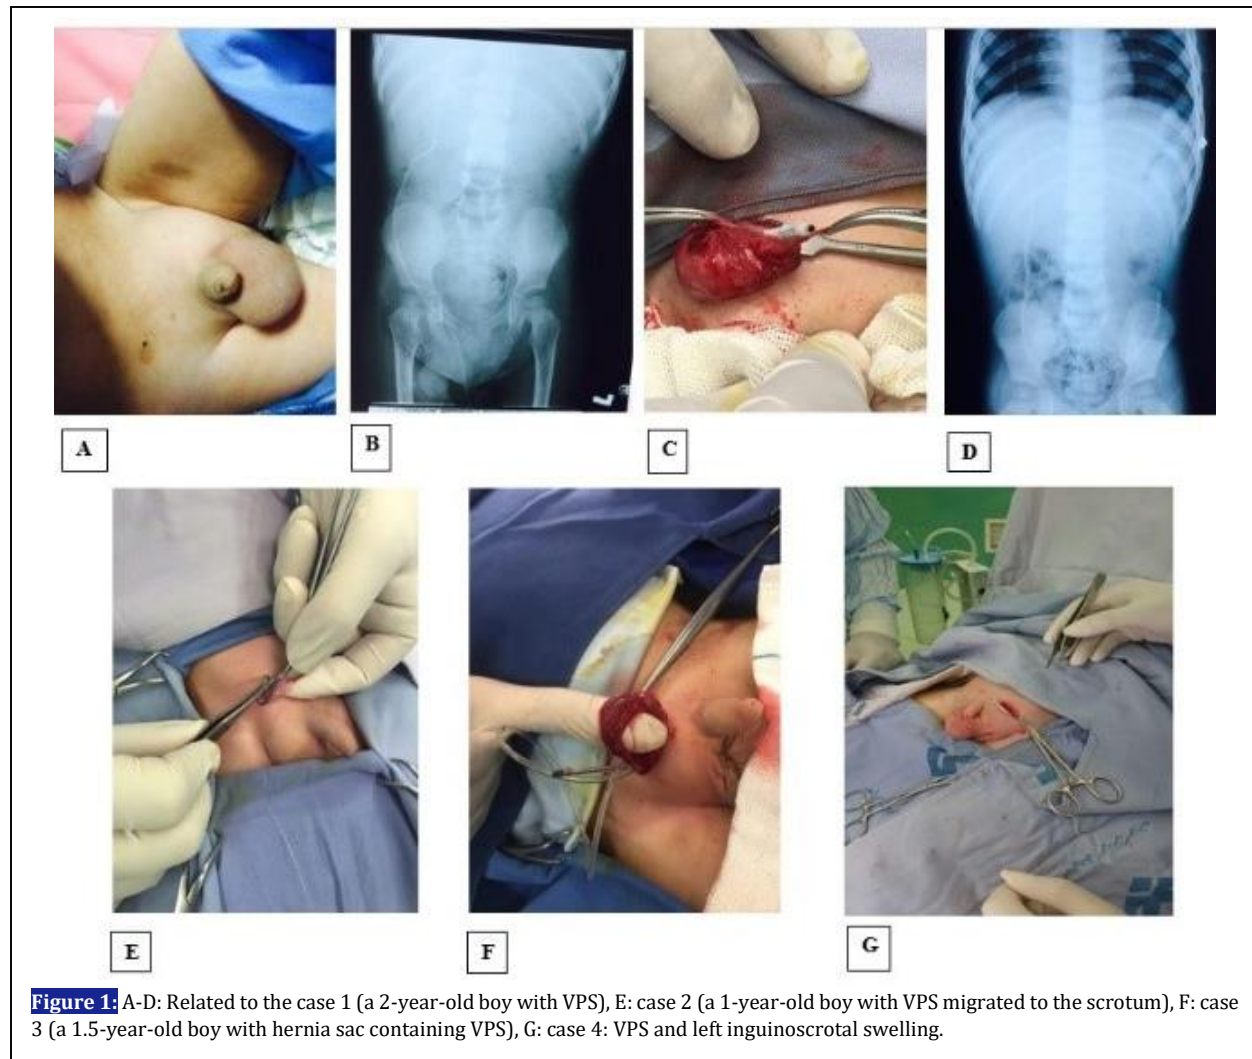 A
B
C
D
E
F
G
Figure 1: A-D: Related to the case 1 (a 2-year-old boy with VPS), E: case 2 (a 1-year-old boy with VPS migrated to the scrotum), F: case
3 (a 1.5-year-old boy with hernia sac containing VPS), G: case 4: VPS and left inguinoscrotal swelling.